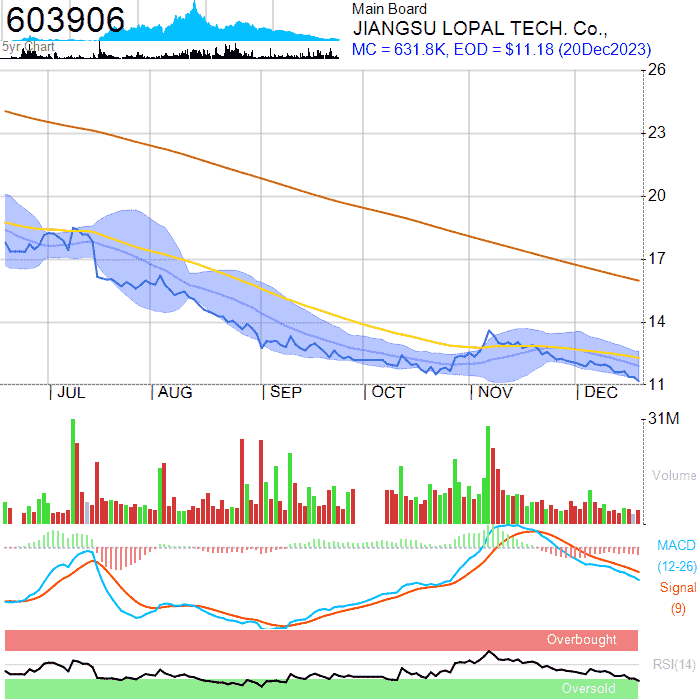 603906
5yr Chart
Main Board
JIANGSU LOPAL TECH. Co.,
MC = 631.8K, EOD = $11.18 (20Dec2023)
26
23
20
17
14
11
| JUL | AUG | SEP | OCT | NOV | DEC
31M
Volume
MACD
(12-26)
Signal
(9)
Overbought
RSI(14)
Oversold